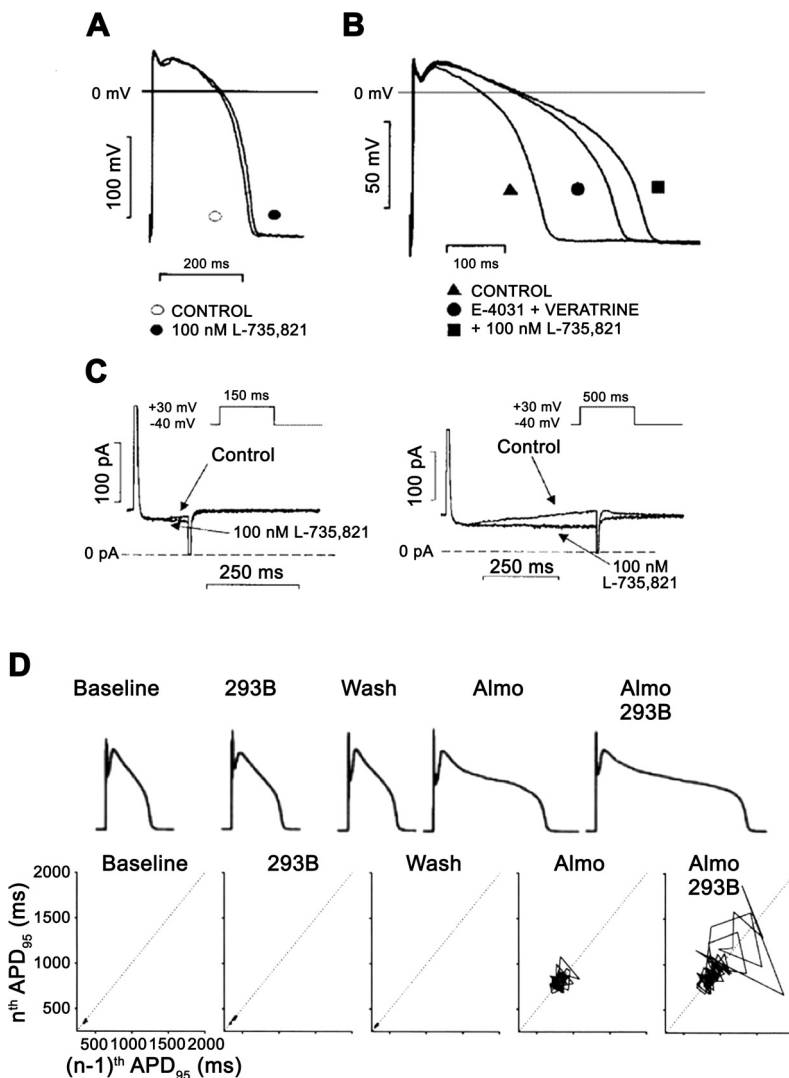 A
0 mV
100 mV
200 ms
CONTROL
100 nM L-735,821
B
0 mV
50 mV
100 ms
CONTROL
E-4031 + VERATRINE
+ 100 nM L-735,821
C
150 ms
+30 mV
-40 mV
100 pA
Control
100 nM L-735,821
0 pA
250 ms
500 ms
+30 mV
-40 mV
100 pA
Control
100 nM
L-735,821
250 ms
D
Baseline
293B
Wash
Almo
Almo
293B
Baseline
293B
Wash
Almo
Almo
293B
nth APD95 (ms)
2000
1500
1000
500
500 1000 1500 2000
(n-1)th APD95 (ms)